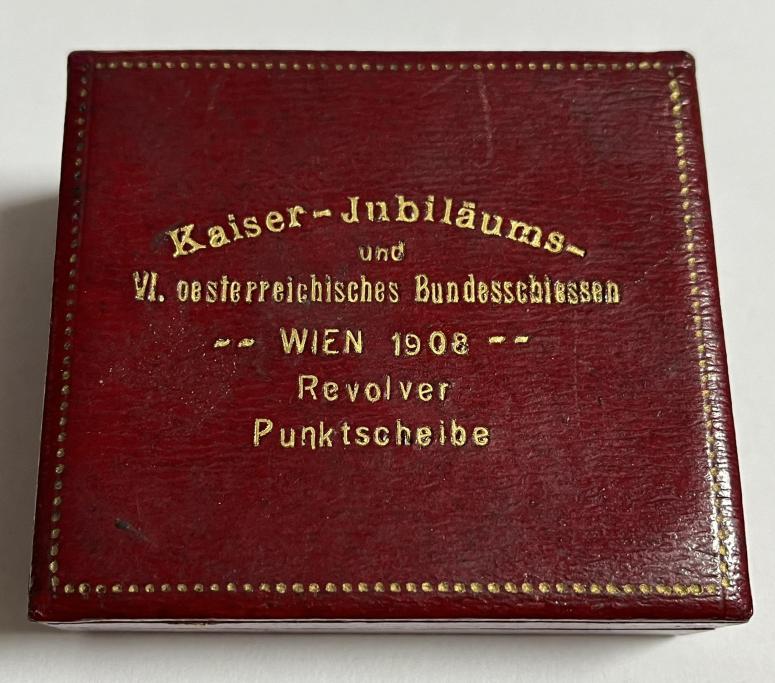 Kaiser-Jubiläums-
und
VI. oesterreichisches Bundesschiessen
-- WIEN 1908 --
Revolver
Punktscheibe